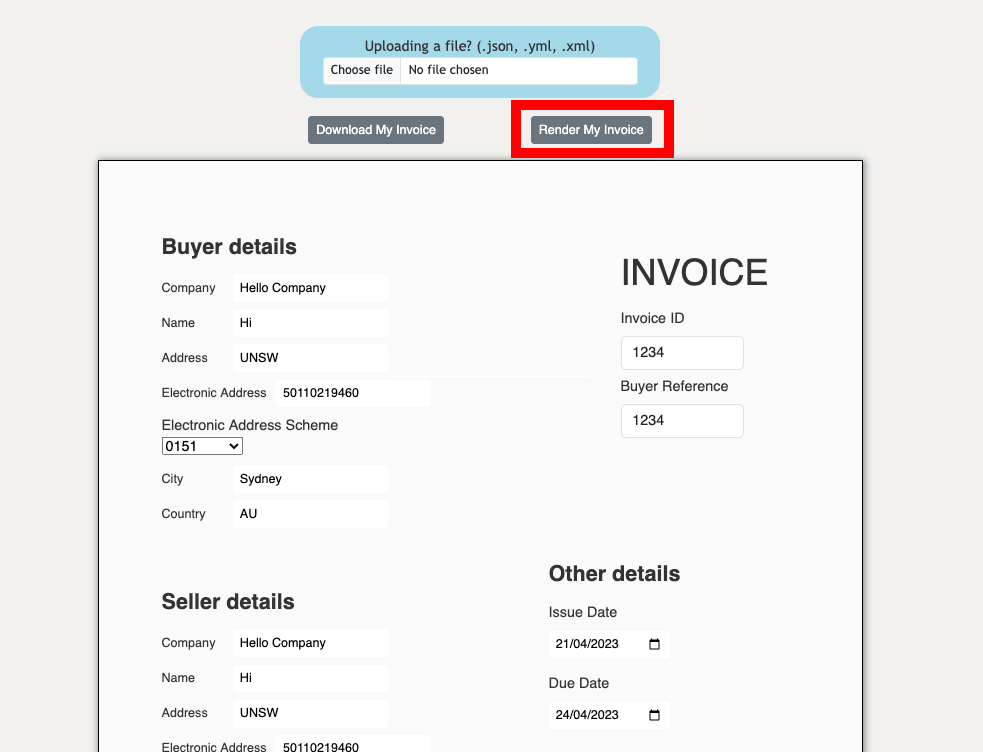 Uploading a file? (.json, .yml, .xml)
Choose file No file chosen
Download My Invoice
Render My Invoice
Buyer details
Company Hello Company
Name Hi
Address UNSW
Electronic Address 50110219460
Electronic Address Scheme
0151
City Sydney
Country AU
INVOICE
Invoice ID
1234
Buyer Reference
1234
Seller details
Company Hello Company
Name Hi
Address UNSW
Electronic Address 50110219460
Other details
Issue Date
21/04/2023
Due Date
24/04/2023